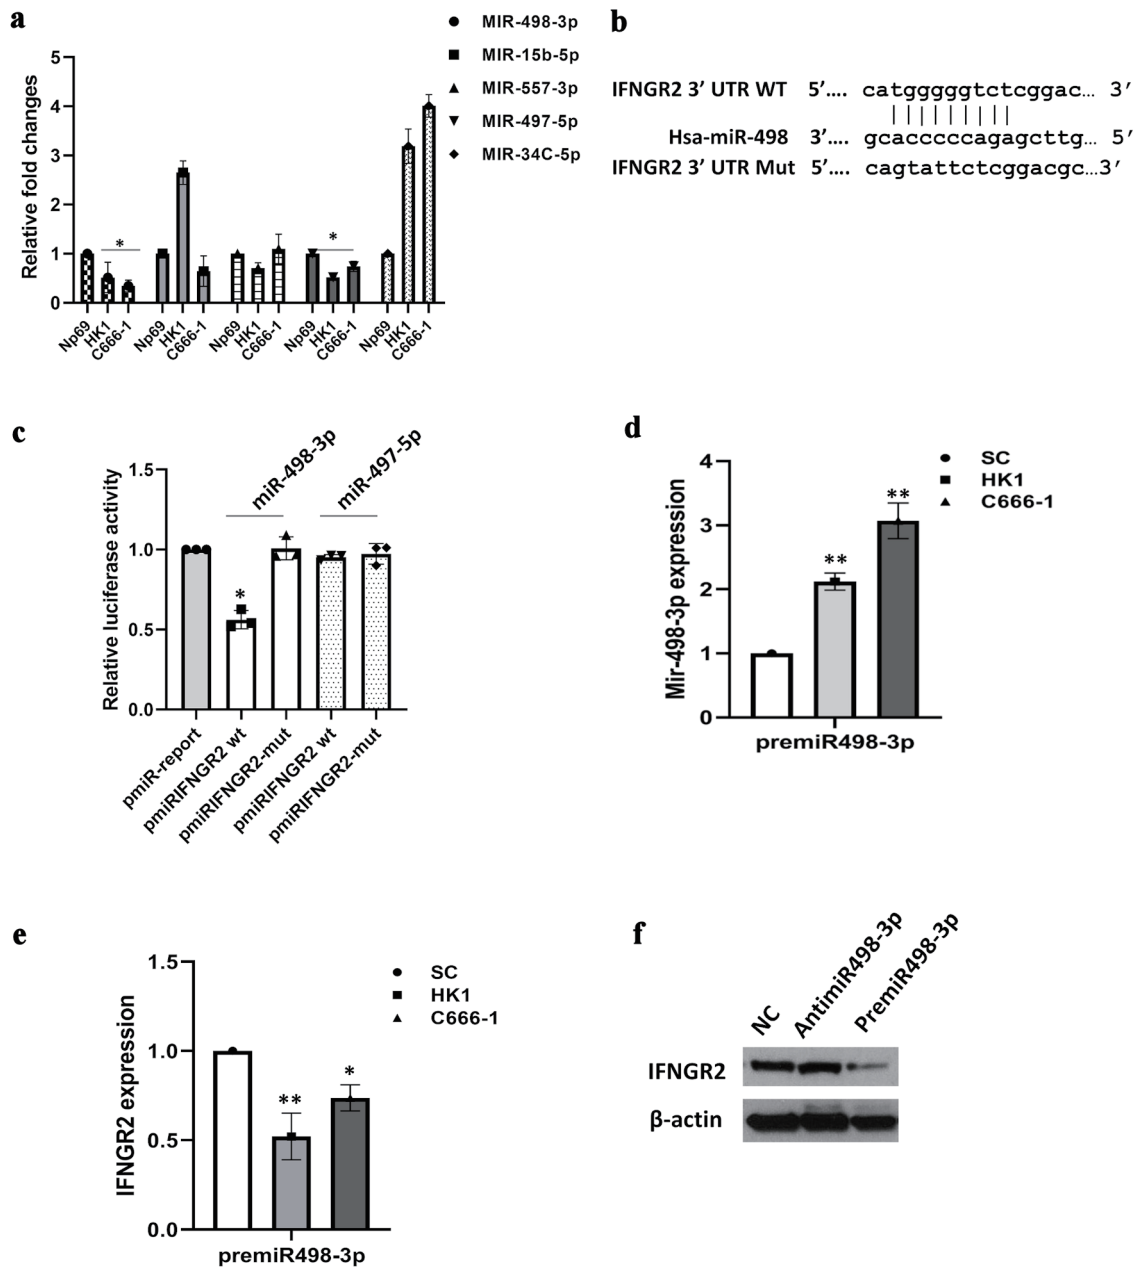 a
Relative fold changes
5
4
3
2
1
0
*
*
Np69
HK1
C666-1
Np69
HK1
C666-1
Np69
HK1
C666-1
Np69
HK1
C666-1
Np69
HK1
C666-1
MIR-498-3p
MIR-15b-5p
MIR-557-3p
MIR-497-5p
MIR-34C-5p
b
IFNGR2 3’ UTR WT 5’.... catgggggtctcggac... 3’
Hsa-miR-498 3’.... gcacccccagagcttg... 5’
IFNGR2 3’ UTR Mut 5’.... cagtattctcggacgc...3’
c
Relative luciferase activity
1.5
1.0
0.5
0.0
miR-498-3p
miR-497-5p
*
pmiR-report
pmiRIFNGR2 wt
pmiRIFNGR2-mut
pmiRIFNGR2 wt
pmiRIFNGR2-mut
d
Mir-498-3p expression
4
3
2
1
0
**
**
premiR498-3p
SC
HK1
C666-1
e
IFNGR2 expression
1.5
1.0
0.5
0.0
**
*
premiR498-3p
SC
HK1
C666-1
f
NC
AntimiR498-3p
PremiR498-3p
IFNGR2
β-actin